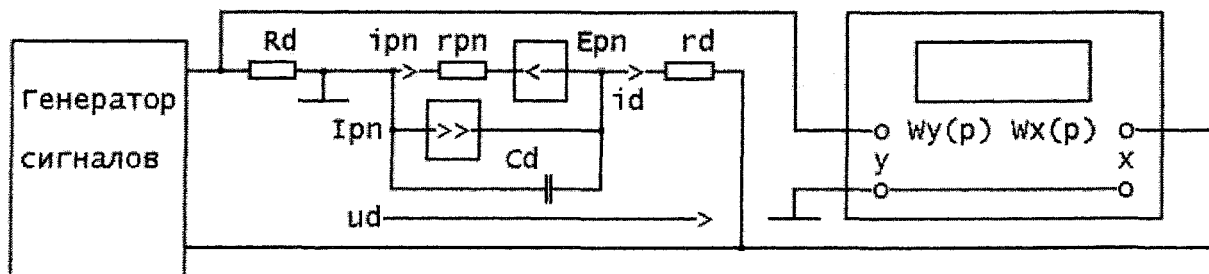 Rd ipn rpn Epn rd
Генератор
сигналов
id
Ipn >>
Cd
ud
Wy(p) Wx(p)
y x